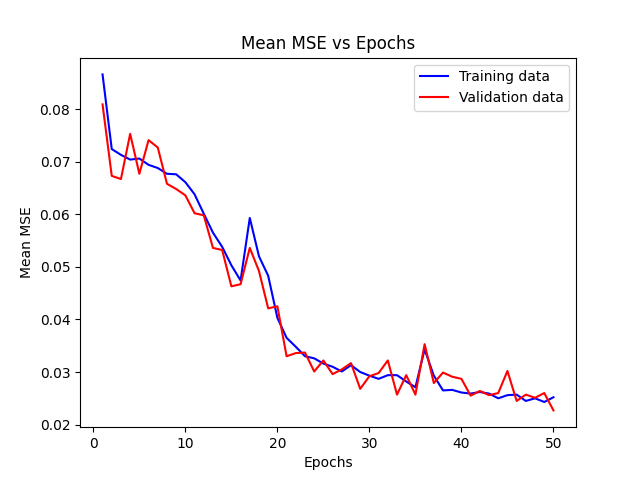 Mean MSE vs Epochs
Training data
Validation data
Mean MSE
0.08
0.07
0.06
0.05
0.04
0.03
0.02
0 10 20 30 40 50
Epochs